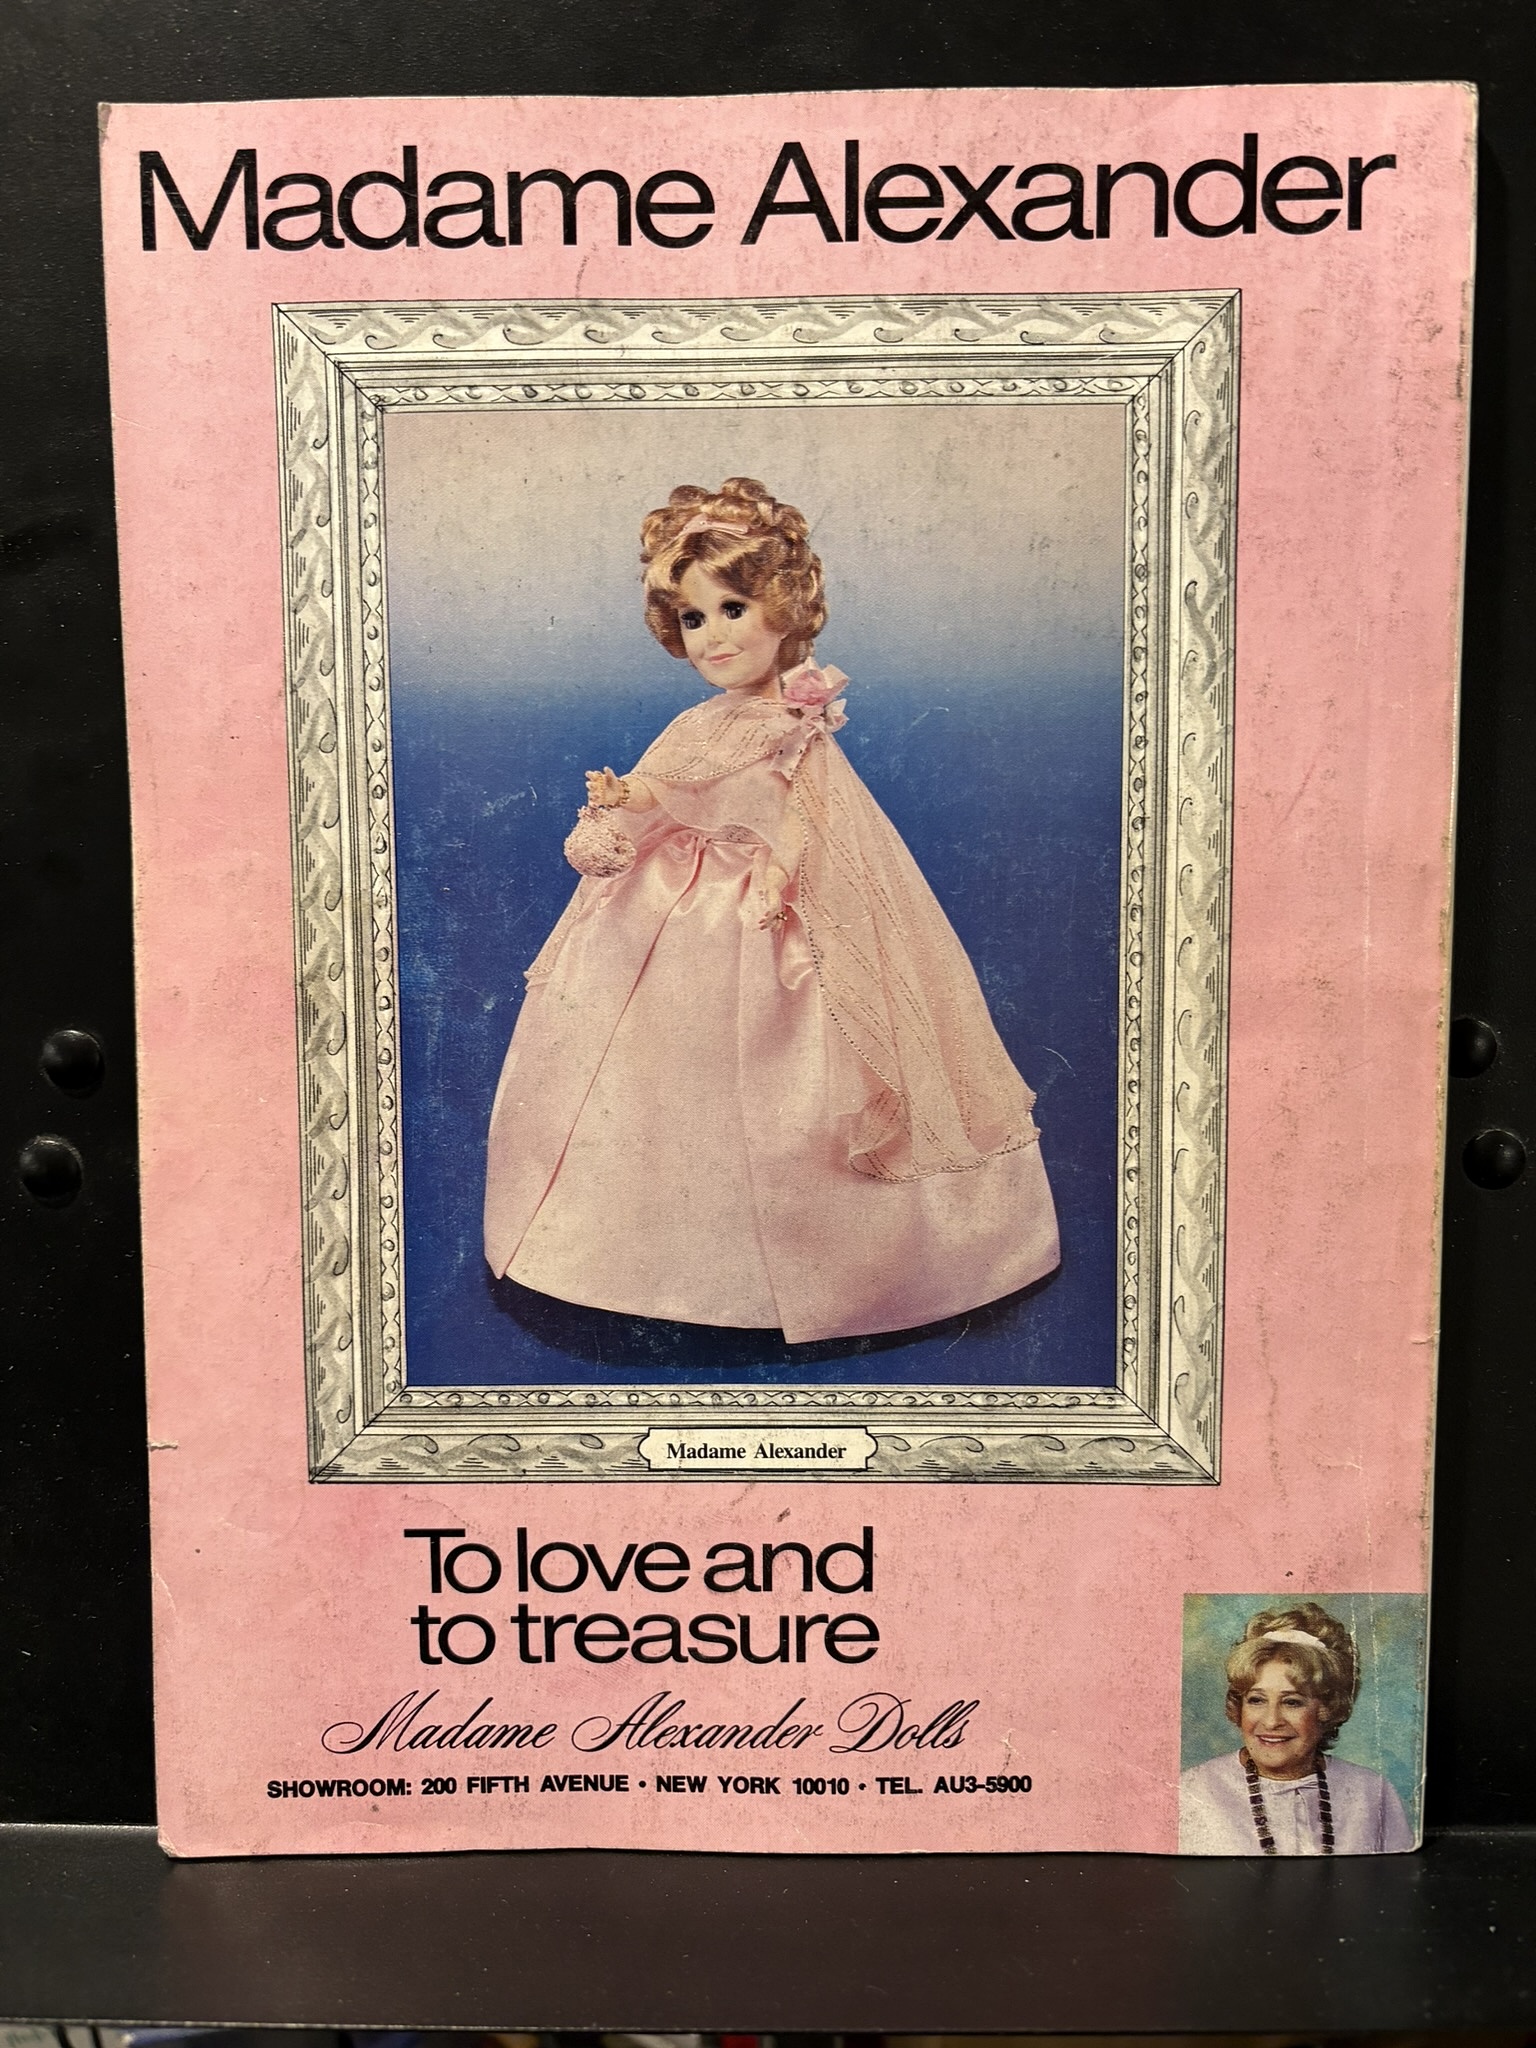 Madame Alexander
Madame Alexander
To love and
to treasure
Madame Alexander Dolls
SHOWROOM: 200 FIFTH AVENUE • NEW YORK 10010 • TEL. AU3-5900